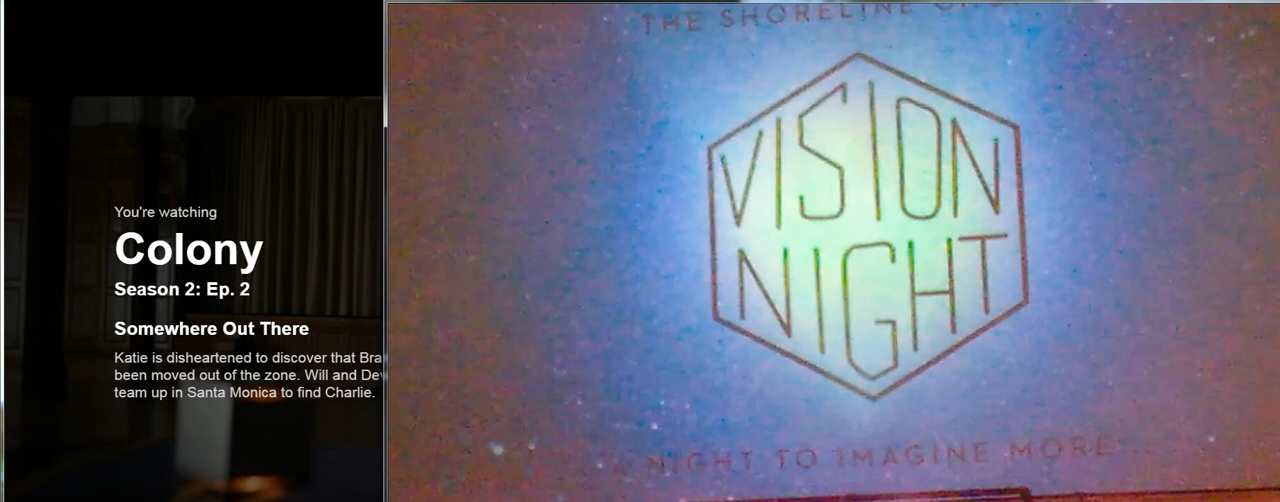 You're watching
Colony
Season 2: Ep. 2
Somewhere Out There
Katie is disheartened to discover that Bra
been moved out of the zone. Will and Dev
team up in Santa Monica to find Charlie.
THE SHORELINE
VISION
NIGHT
A NIGHT TO IMAGINE MORE...